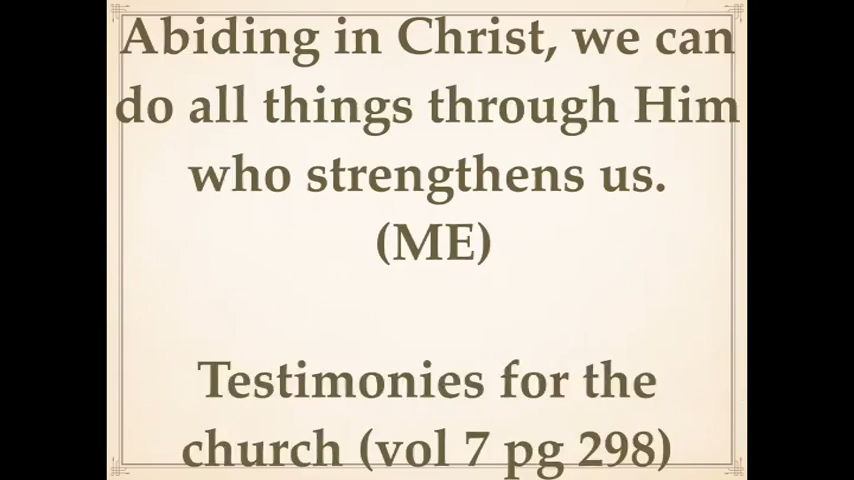 Abiding in Christ, we can
do all things through Him
who strengthens us.
(ME)
Testimonies for the
church (vol 7 pg 298)